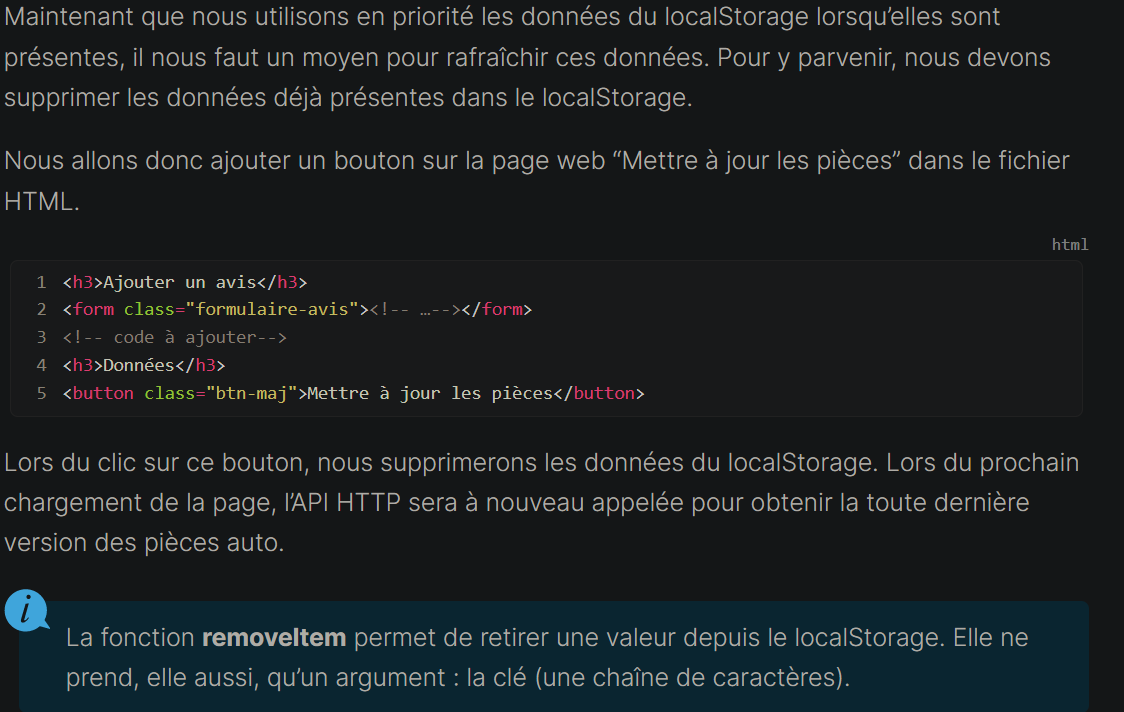 Maintenant que nous utilisons en priorité les données du localStorage lorsqu’elles sont
présentes, il nous faut un moyen pour rafraîchir ces données. Pour y parvenir, nous devons
supprimer les données déjà présentes dans le localStorage.
Nous allons donc ajouter un bouton sur la page web “Mettre à jour les pièces” dans le fichier
HTML.
html
1 <h3>Ajouter un avis</h3>
2 <form class="formulaire-avis"><!-- …--></form>
3 <!-- code à ajouter-->
4 <h3>Données</h3>
5 <button class="btn-maj">Mettre à jour les pièces</button>
Lors du clic sur ce bouton, nous supprimerons les données du localStorage. Lors du prochain
chargement de la page, l’API HTTP sera à nouveau appelée pour obtenir la toute dernière
version des pièces auto.
i
La fonction removeItem permet de retirer une valeur depuis le localStorage. Elle ne
prend, elle aussi, qu’un argument : la clé (une chaîne de caractères).